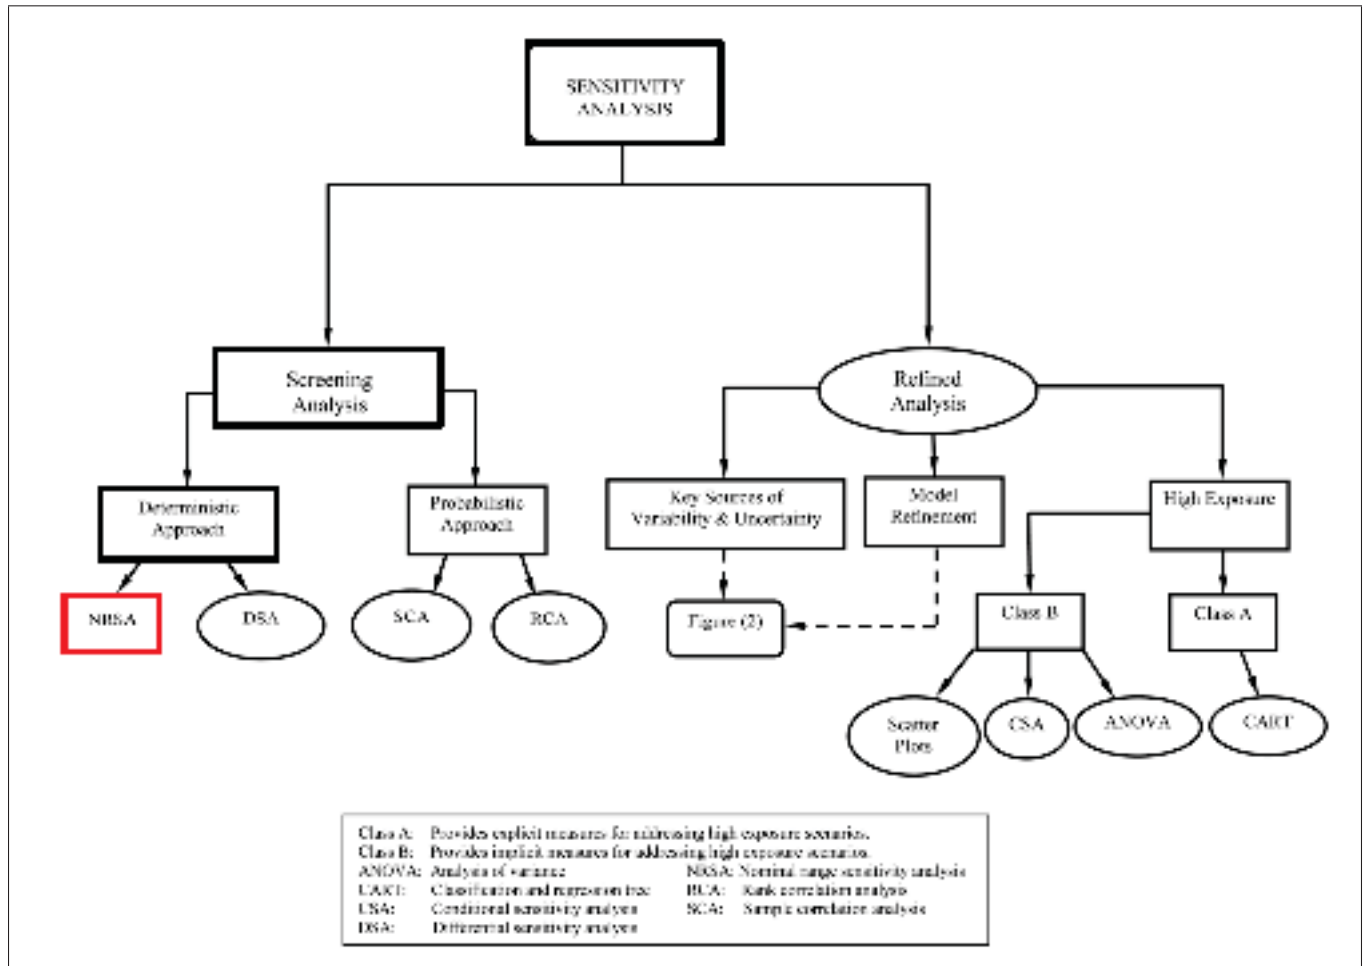 SENSITIVITY
ANALYSIS
Screening
Analysis
Refined
Analysis
Deterministic
Approach
Probabilistic
Approach
Key Sources of
Variability & Uncertainty
Model
Refinement
High Exposure
NRSA
DSA
SCA
RCA
Figure (2)
Class B
Class A
Scatter
Plots
CSA
ANOVA
CART
Class A: Provides explicit measures for addressing high exposure scenarios.
Class B: Provides implicit measures for addressing high exposure scenarios.
ANOVA: Analysis of variance NRSA: Nominal range sensitivity analysis
CART: Classification and regression tree RCA: Rank correlation analysis
CSA: Conditional sensitivity analysis SCA: Sample correlation analysis
DSA: Differential sensitivity analysis